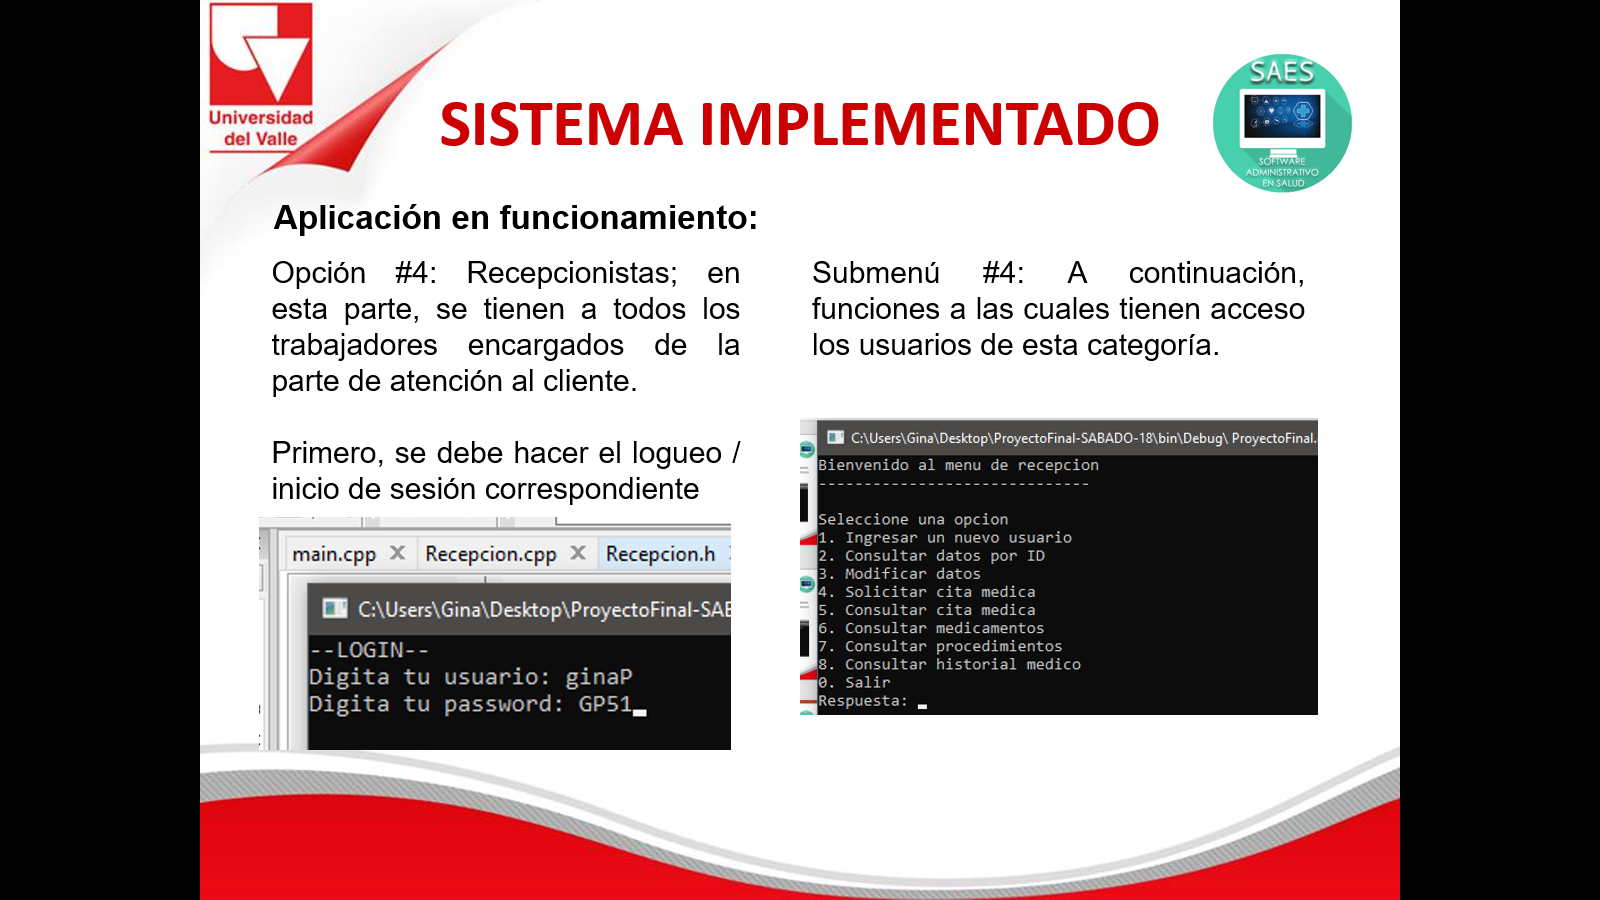 Universidad
del Valle
SISTEMA IMPLEMENTADO
SAES
SOFTWARE
ADMINISTRATIVO
EN SALUD
Aplicación en funcionamiento:
Opción #4: Recepcionistas; en
esta parte, se tienen a todos los
trabajadores encargados de la
parte de atención al cliente.
Primero, se debe hacer el logueo /
inicio de sesión correspondiente
main.cpp X Recepcion.cpp X Recepcion.h
C:\Users\Gina\Desktop\ProyectoFinal-SAB
--LOGIN--
Digita tu usuario: ginaP
Digita tu password: GP51
Submenú #4: A continuación,
funciones a las cuales tienen acceso
los usuarios de esta categoría.
C:\Users\Gina\Desktop\ProyectoFinal-SABADO-18\bin\Debug\ ProyectoFinal.
Bienvenido al menu de recepcion
------------------------------
Seleccione una opcion
1. Ingresar un nuevo usuario
2. Consultar datos por ID
3. Modificar datos
4. Solicitar cita medica
5. Consultar cita medica
6. Consultar medicamentos
7. Consultar procedimientos
8. Consultar historial medico
0. Salir
Respuesta: